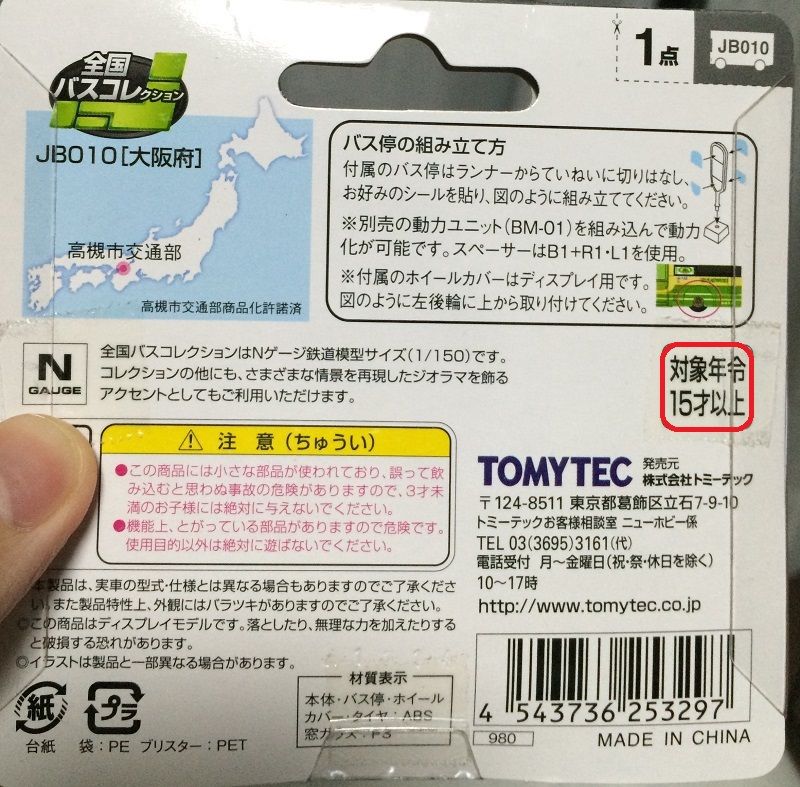 全国
バスコレクション
JB010[大阪府]
高槻市交通部
高槻市交通部商品化許諾済
1点
JB010
バス停の組み立て方
付属のバス停はランナーからていねいに切りはなし、
お好みのシールを貼り、図のように組み立ててください。
※別売の動力ユニット(BM-01)を組み込んで動力
化が可能です。スペーサーはB1+R1・L1を使用。
※付属のホイールカバーはディスプレイ用です。
図のように左後輪に上から取り付けてください。
N
GAUGE
全国バスコレクションはNゲージ鉄道模型サイズ(1/150)です。
コレクションの他にも、さまざまな情景を再現したジオラマを飾る
アクセントとしてもご利用いただけます。
対象年令
15才以上
注 意(ちゅうい)
●この商品には小さな部品が使われており、誤って飲
み込むと思わぬ事故の危険がありますので、3才未
満のお子様には絶対に与えないでください。
●機能上、とがっている部品がありますので危険です。
使用目的以外は絶対に遊ばないでください。
TOMYTEC 発売元
株式会社トミーテック
〒124-8511 東京都葛飾区立石7-9-10
トミーテックお客様相談室 ニューホビー係
TEL 03(3695)3161(代)
電話受付 月〜金曜日(祝・祭・休日を除く)
10〜17時
http://www.tomytec.co.jp
本製品は、実車の型式・仕様とは異なる場合もありますのでご了承くださ
い。また製品特性上、外観にはバラツキがありますのでご了承ください。
◎この商品はディスプレイモデルです。落としたり、無理な力を加えたりする
と破損する恐れがあります。
◎イラストは製品と一部異なる場合があります。
紙
プラ
台紙 袋:PE ブリスター:PET
材質表示
本体・バス停・ホイール
カバー・タイヤ:ABS
窓ガラス:PS
4 543736 253297
980
MADE IN CHINA